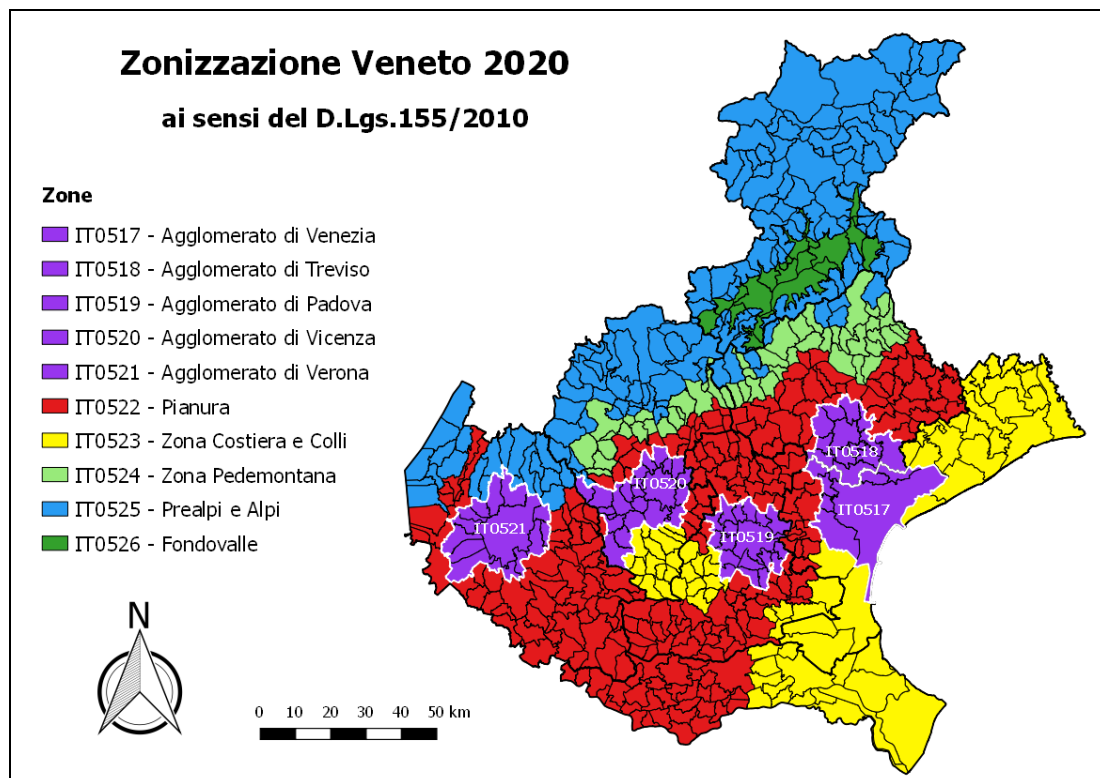 Zonizzazione Veneto 2020
ai sensi del D.Lgs.155/2010
Zone
IT0517 - Agglomerato di Venezia
IT0518 - Agglomerato di Treviso
IT0519 - Agglomerato di Padova
IT0520 - Agglomerato di Vicenza
IT0521 - Agglomerato di Verona
IT0522 - Pianura
IT0523 - Zona Costiera e Colli
IT0524 - Zona Pedemontana
IT0525 - Prealpi e Alpi
IT0526 - Fondovalle
IT0518
IT0520
IT0517
IT0521
IT0519
N
0 10 20 30 40 50 km